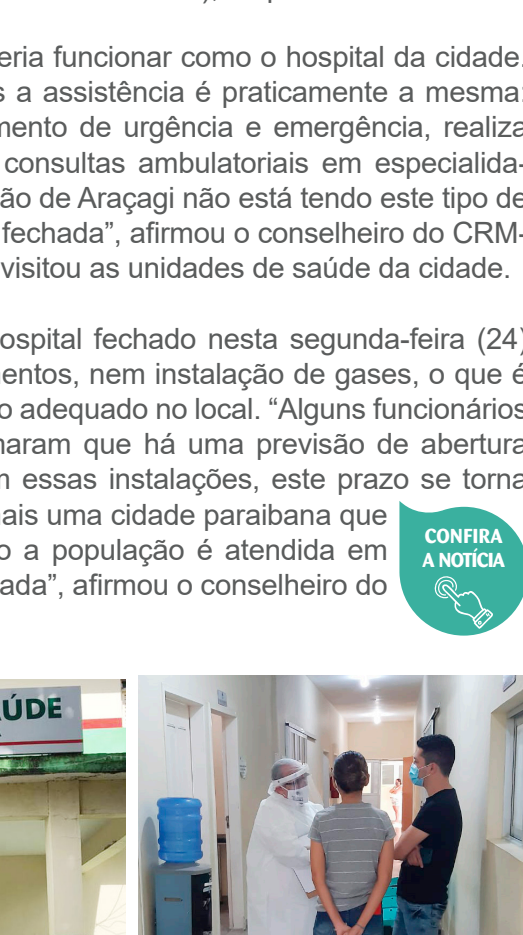 eria funcionar como o hospital da cidade.
s a assistência é praticamente a mesma:
mento de urgência e emergência, realiza
consultas ambulatoriais em especialida-
ão de Araçagi não está tendo este tipo de
fechada”, afirmou o conselheiro do CRM-
visitou as unidades de saúde da cidade.
ospital fechado nesta segunda-feira (24)
mentos, nem instalação de gases, o que é
o adequado no local. “Alguns funcionários
maram que há uma previsão de abertura
m essas instalações, este prazo se torna
nais uma cidade paraibana que
o a população é atendida em
ada”, afirmou o conselheiro do
CONFIRA
A NOTÍCIA
ÚDE